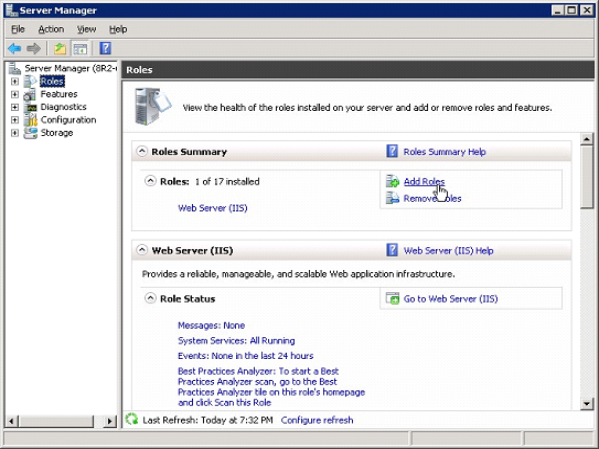 Server Manager
File Action View Help
Server Manager (8R2-
Roles
Features
Diagnostics
Configuration
Storage
Roles
View the health of the roles installed on your server and add or remove roles and features.
Roles Summary
Roles Summary Help
Roles: 1 of 17 installed
Web Server (IIS)
Add Roles
Remove Roles
Web Server (IIS)
Web Server (IIS) Help
Provides a reliable, manageable, and scalable Web application infrastructure.
Role Status
Go to Web Server (IIS)
Messages: None
System Services: All Running
Events: None in the last 24 hours
Best Practices Analyzer: To start a Best
Practices Analyzer scan, go to the Best
Practices Analyzer tile on this role's homepage
and click Scan this Role
Last Refresh: Today at 7:32 PM Configure refresh